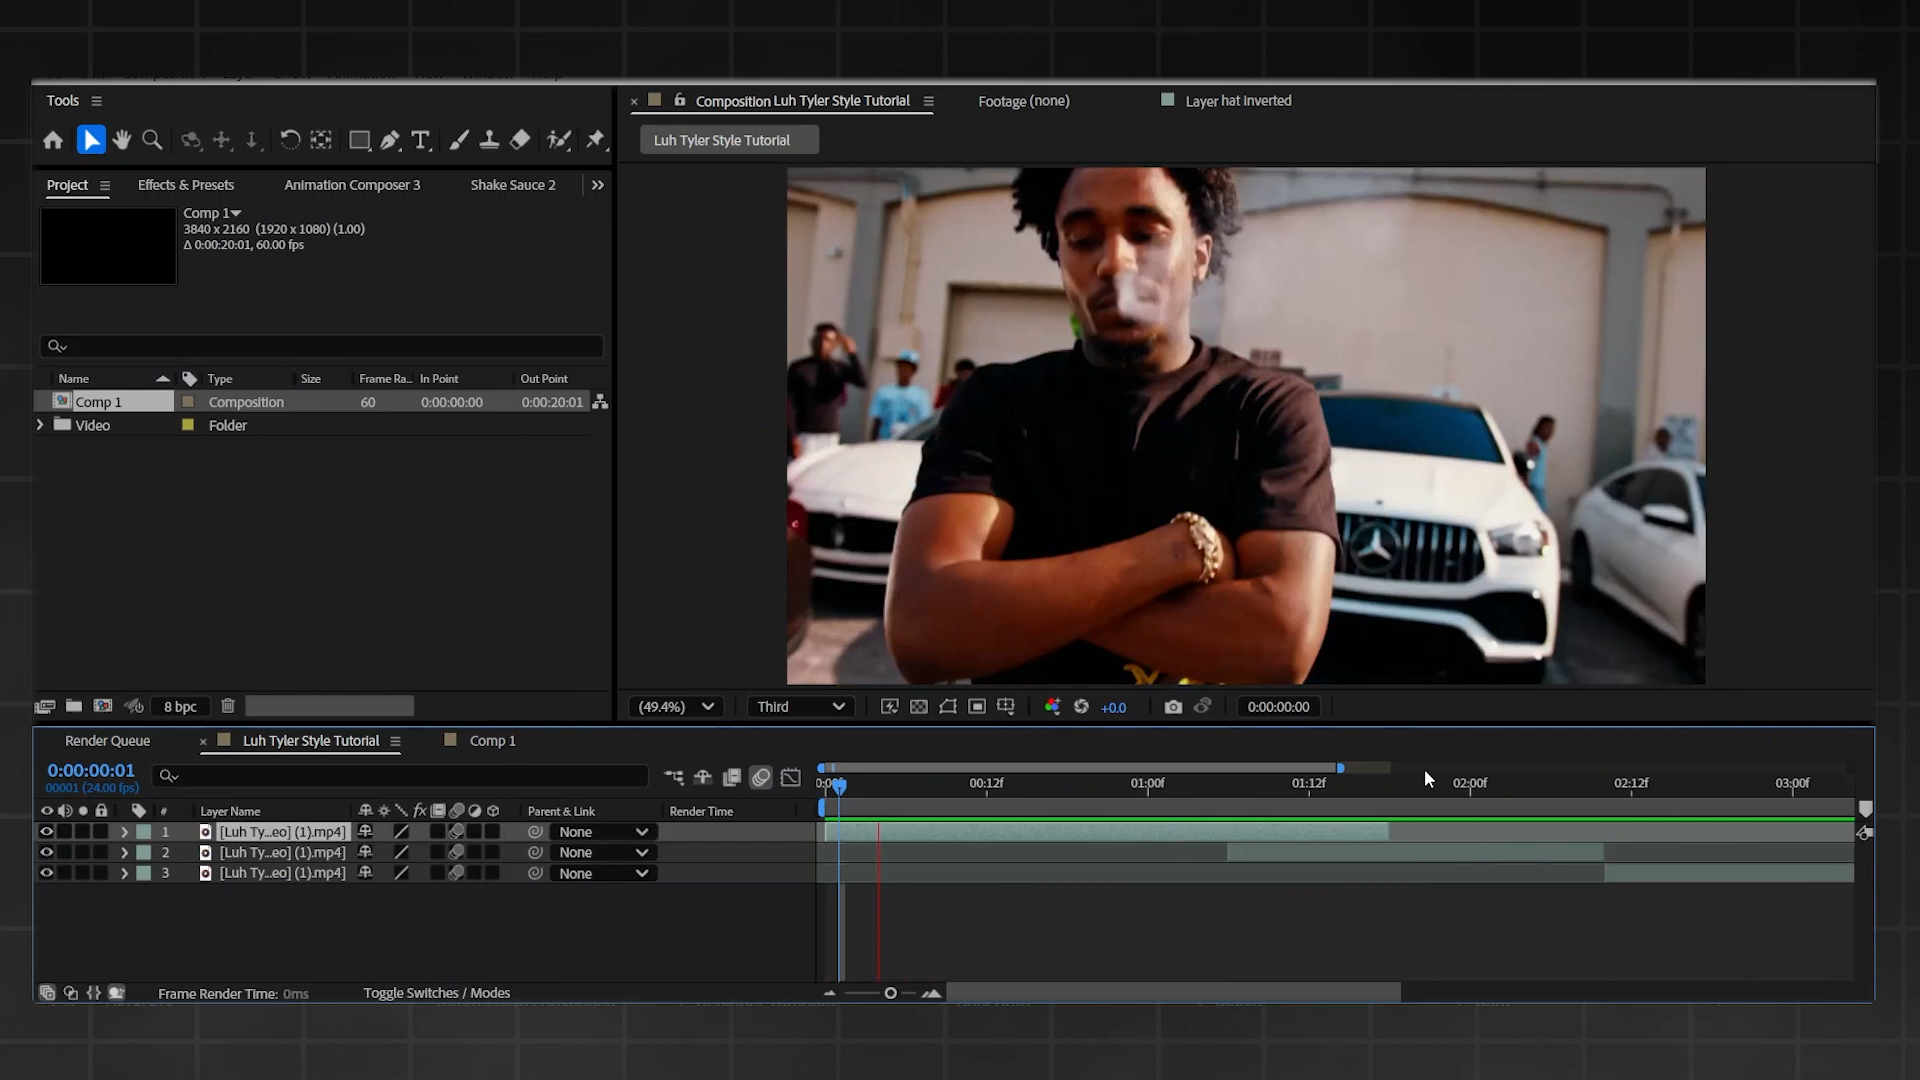 Tools
Composition Luh Tyler Style Tutorial
Footage (none)
Layer hat Inverted
Luh Tyler Style Tutorial
Project
Effects & Presets
Animation Composer 3
Shake Sauce 2
Comp 1
3840 x 2160 (1920 x 1080) (1.00)
Δ 0:00:20:01, 60.00 fps
Name Type Size Frame Ra... In Point Out Point
Comp 1 Composition 60 0:00:00:00 0:00:20:01
Video Folder
8 bpc
(49.4%)
Third
+0.0
0:00:00:00
Render Queue
Luh Tyler Style Tutorial
Comp 1
0:00:00:01
00001 (24.00 fps)
00:12f 01:00f 01:12f 02:00f 02:12f 03:00f
# Layer Name fx Parent & Link Render Time
1 [Luh Ty...eo] (1).mp4] None
2 [Luh Ty...eo] (1).mp4] None
3 [Luh Ty...eo] (1).mp4] None
Frame Render Time: 0ms
Toggle Switches / Modes